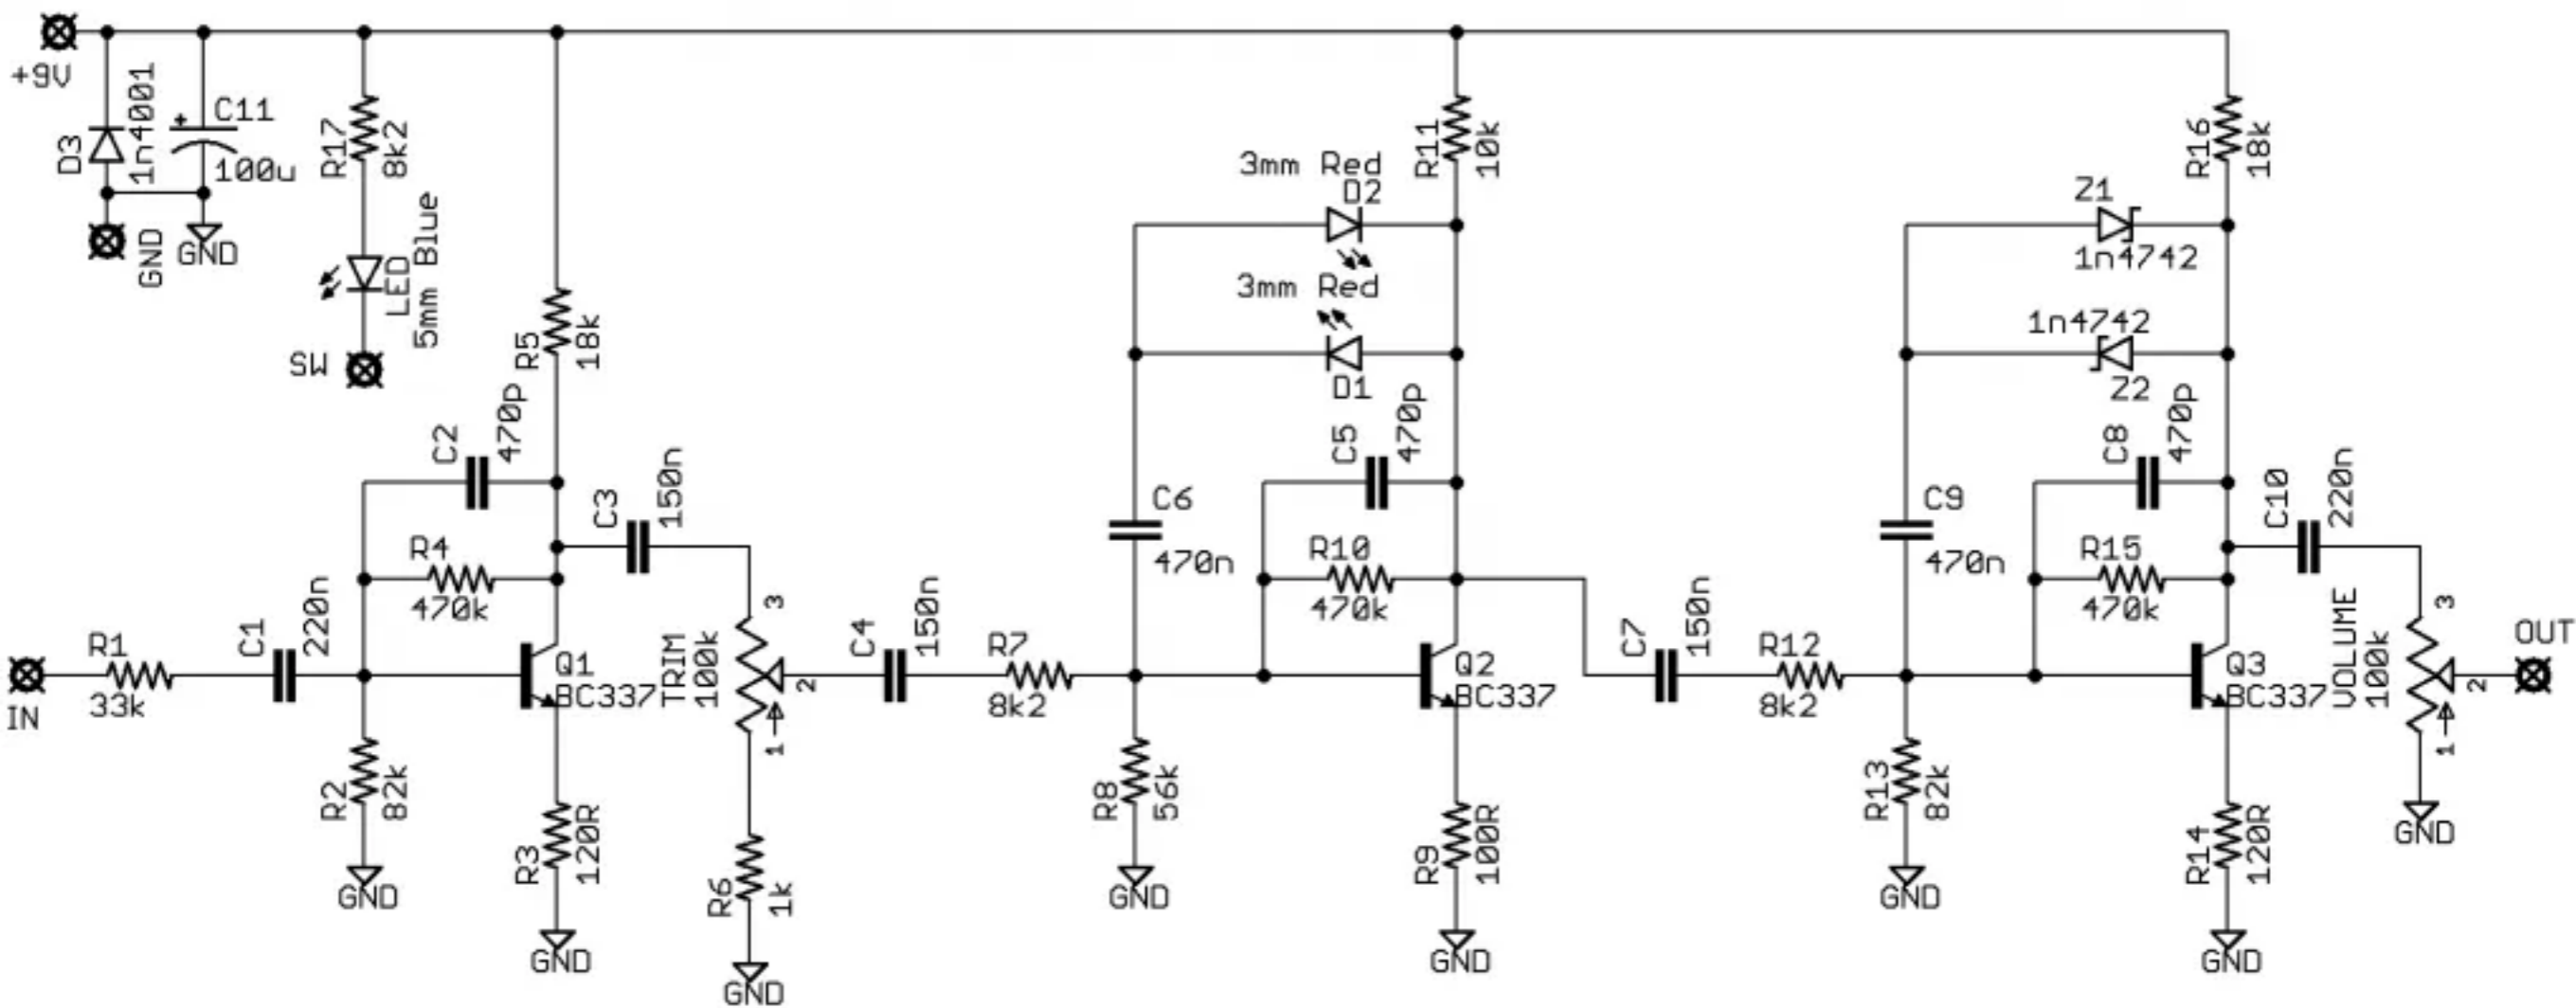 +9V
D3
1n4001
C11
100u
GND
GND
R17
8k2
LED
5mm Blue
SW
R5
18k
C2
470p
R4
470k
C3
150n
IN
R1
33k
C1
220n
R2
82k
GND
Q1
BC337
R3
120R
GND
TRIM
100k
3
2
1
R6
1k
GND
C4
150n
R7
8k2
R8
56k
GND
3mm Red
D2
3mm Red
D1
R11
10k
C6
470n
C5
470p
R10
470k
Q2
BC337
R9
100R
GND
C7
150n
R12
8k2
R13
82k
GND
Z1
1n4742
1n4742
Z2
R16
18k
C9
470n
C8
470p
R15
470k
Q3
BC337
R14
120R
GND
C10
220n
VOLUME
100k
3
2
1
GND
OUT